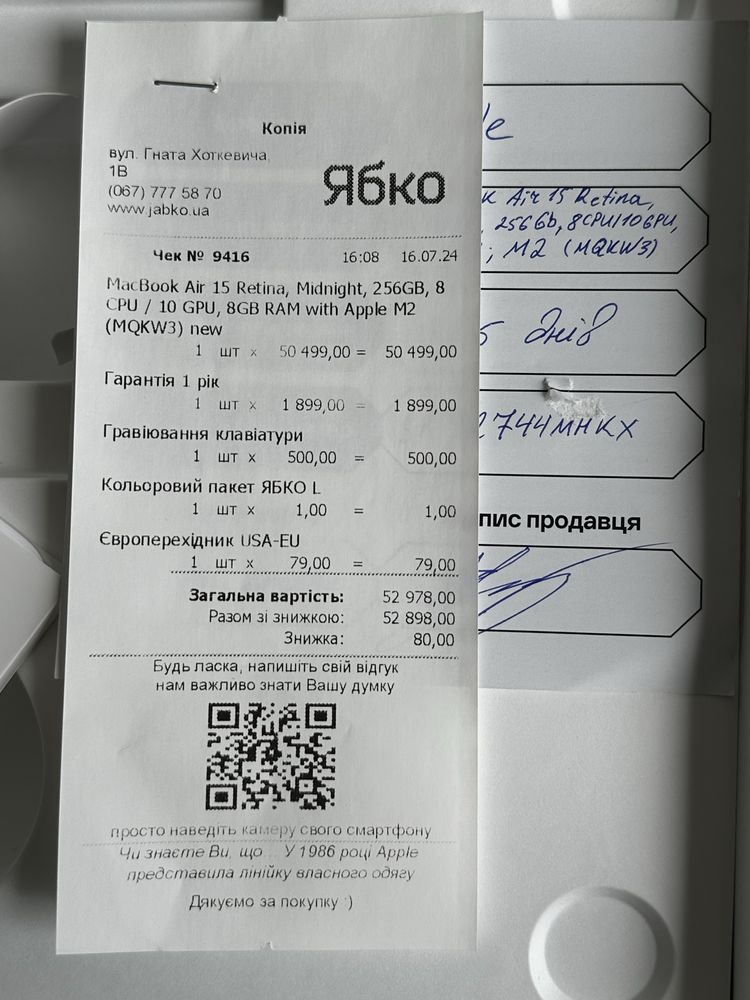 Копія
вул. Гната Хоткевича,
1В
(067) 777 58 70
www.jabko.ua
Ябко
Чек № 9416 16:08 16.07.24
MacBook Air 15 Retina, Midnight, 256GB, 8
CPU / 10 GPU, 8GB RAM with Apple M2
(MQKW3) new
1 шт x 50 499,00 = 50 499,00
Гарантія 1 рік
1 шт x 1 899,00 = 1 899,00
Гравіювання клавіатури
1 шт x 500,00 = 500,00
Кольоровий пакет ЯБКО L
1 шт x 1,00 = 1,00
Європерехідник USA-EU
1 шт x 79,00 = 79,00
Загальна вартість: 52 978,00
Разом зі знижкою: 52 898,00
Знижка: 80,00
Будь ласка, напишіть свій відгук
нам важливо знати Вашу думку
просто наведіть камеру свого смартфону
Чи знаєте Ви, що... У 1986 році Apple
представила лінійку власного одягу
Дякуємо за покупку :)
Air 15 Retina,
256Gb, 8CPU/10GPU,
; M2 (MQKW3)
днів
2744MHKX
пис продавця